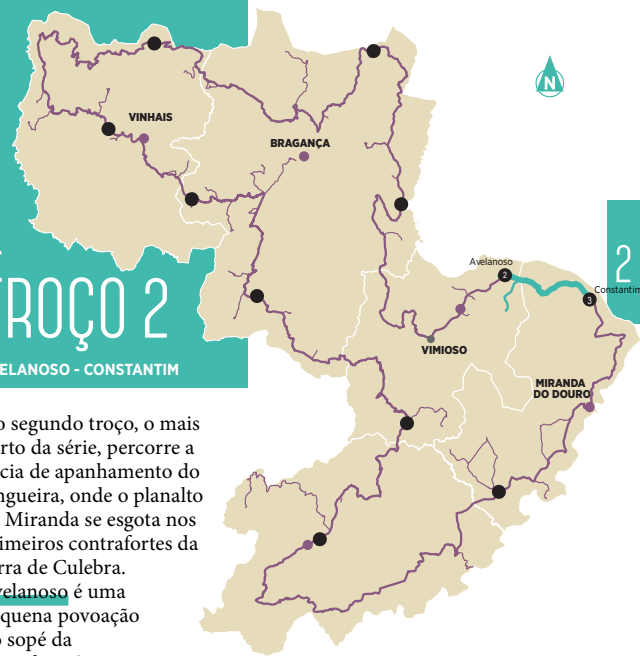 VINHAIS
BRAGANÇA
N
Avelanoso
2
Constantim
3
2
VIMIOSO
MIRANDA
DO DOURO
ROÇO 2
ELANOSO - CONSTANTIM
o segundo troço, o mais
rto da série, percorre a
cia de apanhamento do
ngueira, onde o planalto
Miranda se esgota nos
imeiros contrafortes da
rra de Culebra.
velanoso é uma
quena povoação
o sopé da